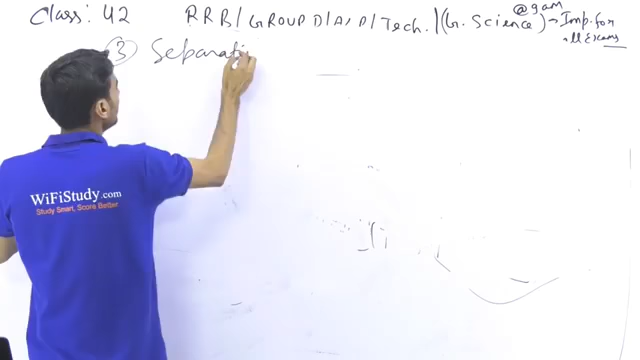 Class: 42 RRB/GROUP D/A/P/Tech. (G. Science) → Imp. for
@9am
All Exams
③ Separati
WiFiStudy.com
Study Smart, Score Better